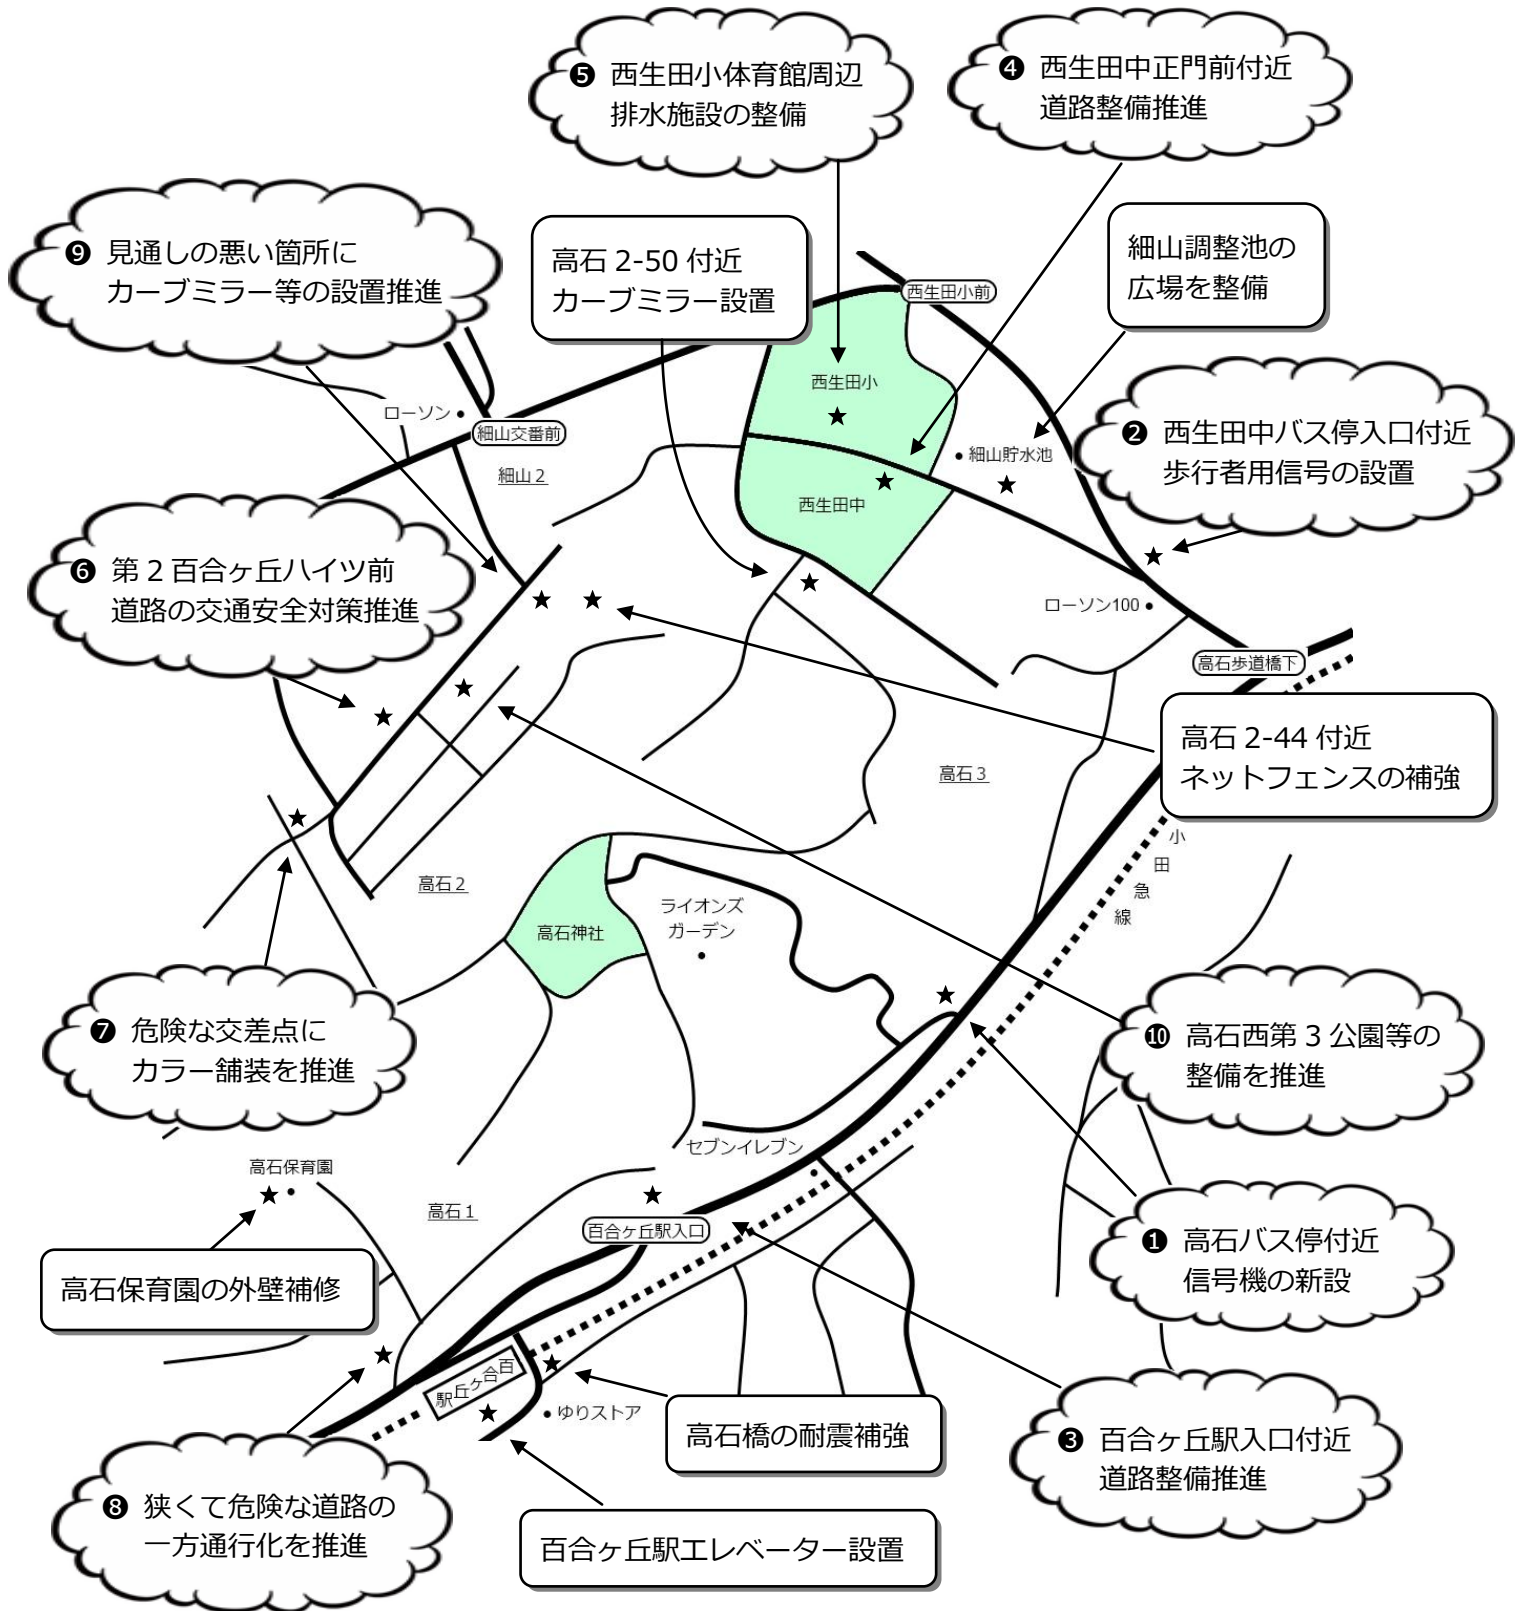 ❺ 西生田小体育館周辺
排水施設の整備
❹ 西生田中正門前付近
道路整備推進
❾ 見通しの悪い箇所に
カーブミラー等の設置推進
高石 2-50 付近
カーブミラー設置
細山調整池の
広場を整備
西生田小前
西生田小
ローソン
細山交番前
細山2
細山貯水池
❷ 西生田中バス停入口付近
歩行者用信号の設置
西生田中
❻ 第 2 百合ヶ丘ハイツ前
道路の交通安全対策推進
ローソン100
高石歩道橋下
高石 2-44 付近
ネットフェンスの補強
高石3
小田急線
高石2
ライオンズ
ガーデン
高石神社
❼ 危険な交差点に
カラー舗装を推進
❿ 高石西第 3 公園等の
整備を推進
セブンイレブン
高石保育園
高石1
百合ヶ丘駅入口
❶ 高石バス停付近
信号機の新設
高石保育園の外壁補修
百合ヶ丘駅
ゆりストア
高石橋の耐震補強
❸ 百合ヶ丘駅入口付近
道路整備推進
❽ 狭くて危険な道路の
一方通行化を推進
百合ヶ丘駅エレベーター設置